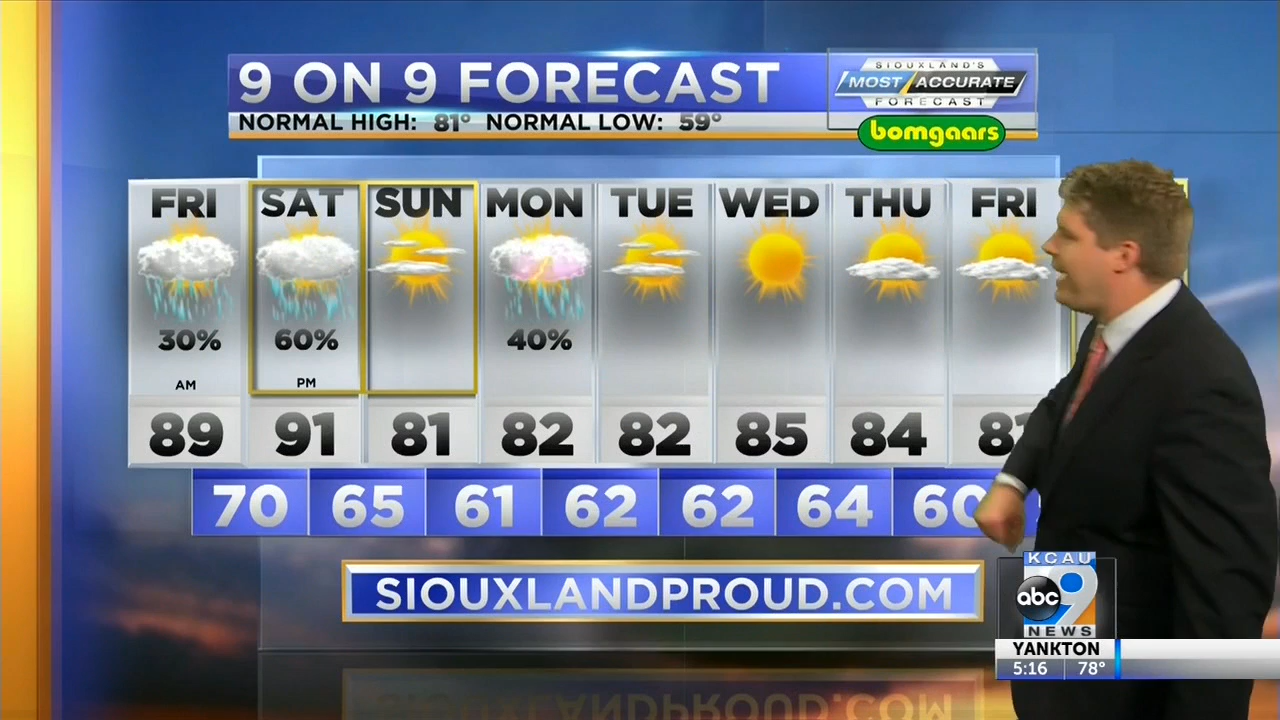 9 ON 9 FORECAST
NORMAL HIGH: 81° NORMAL LOW: 59°
SIOUXLAND'S
MOST ACCURATE
FORECAST
bomgaars
FRI SAT SUN MON TUE WED THU FRI
30% 60% 40%
AM PM
89 91 81 82 82 85 84
70 65 61 62 62 64 60
SIOUXLANDPROUD.COM
KCAU
abc 9
NEWS
YANKTON
5:16 78°